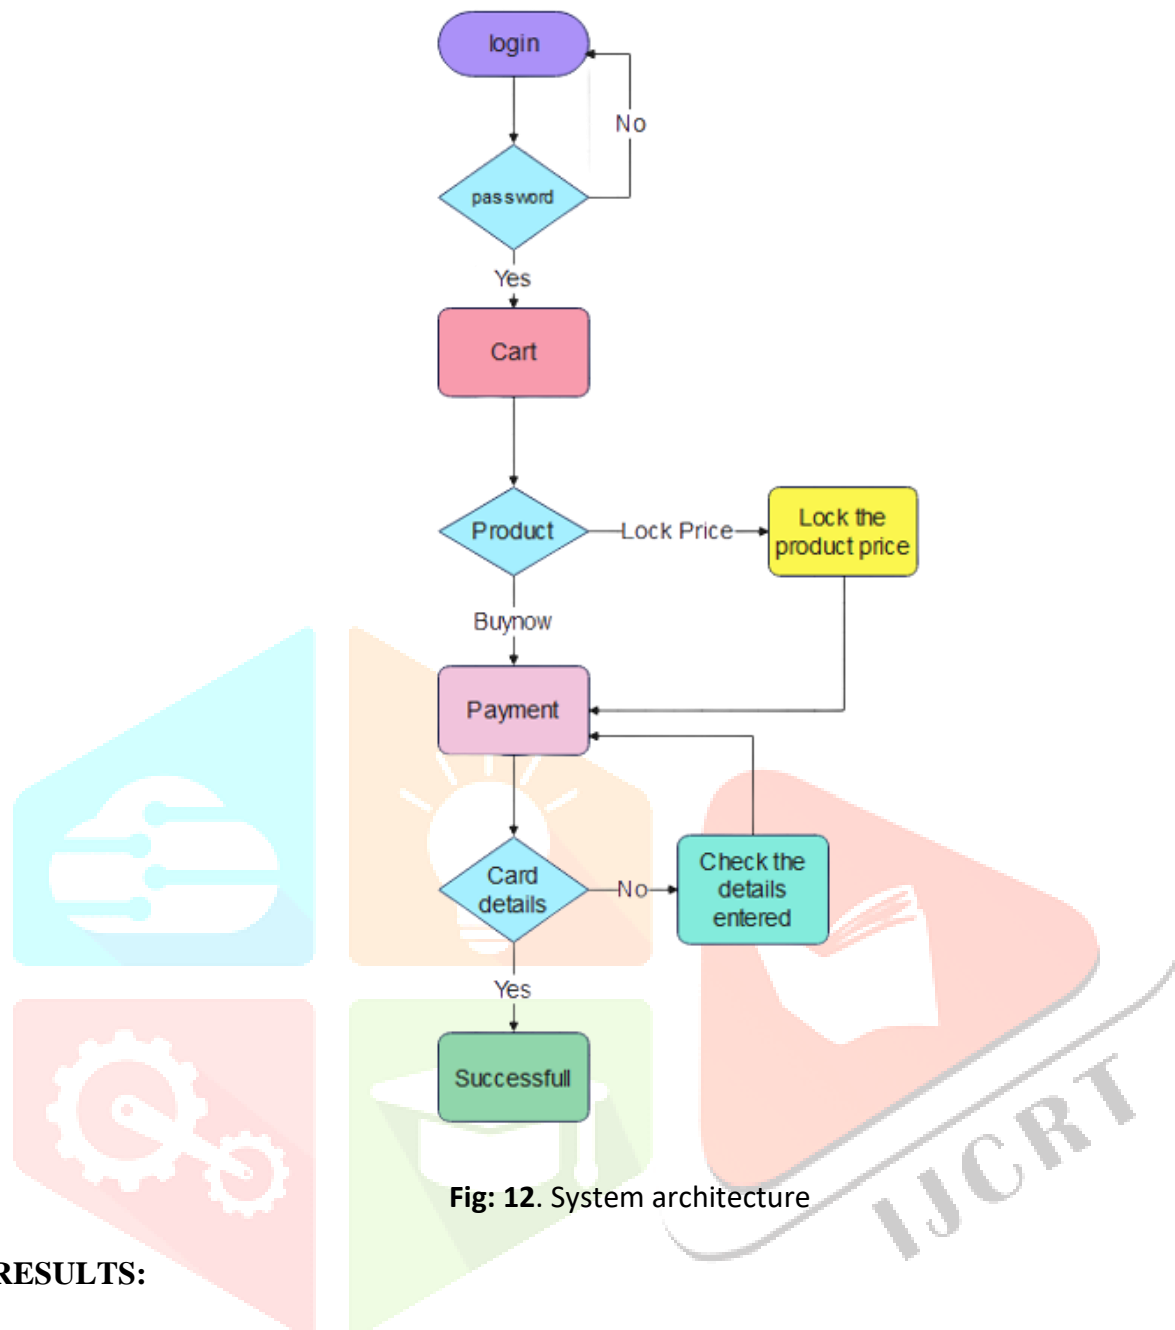 login
No
password
Yes
Cart
Product
Lock Price
Lock the
product price
Buynow
Payment
Card
details
No
Check the
details
entered
Yes
Successfull
IJCRT
Fig: 12. System architecture
RESULTS: